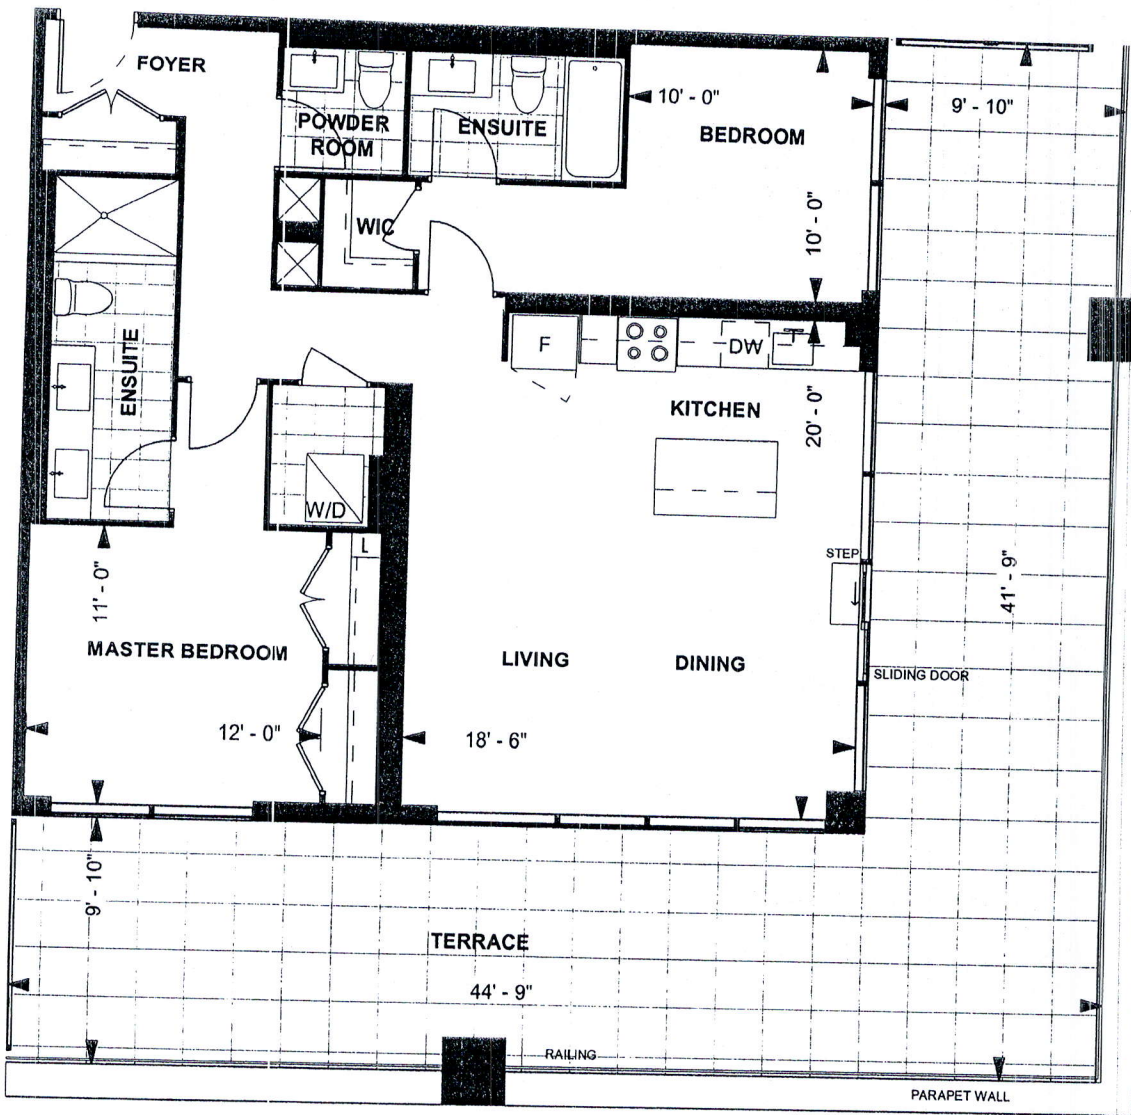 FOYER
POWDER
ROOM
ENSUITE
10' - 0"
BEDROOM
9' - 10"
WIC
10' - 0"
ENSUITE
F
DW
KITCHEN
20' - 0"
W/D
L
STEP
11' - 0"
41' - 9"
MASTER BEDROOM
LIVING
DINING
SLIDING DOOR
12' - 0"
18' - 6"
9' - 10"
TERRACE
44' - 9"
RAILING
PARAPET WALL